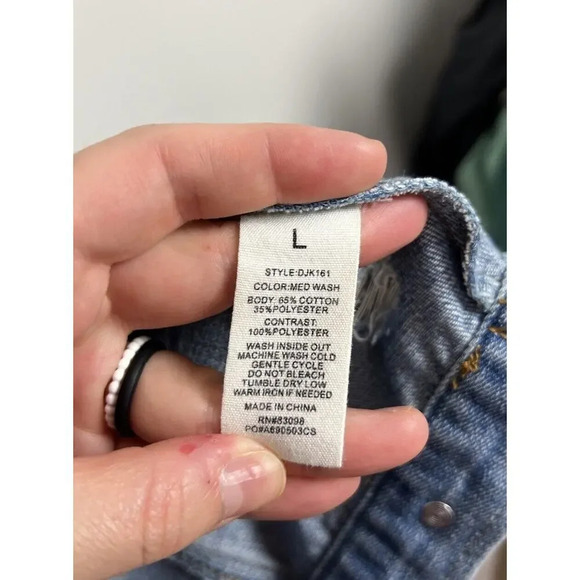 L
STYLE:DJK161
COLOR:MED WASH
BODY: 65% COTTON
35%POLYESTER
CONTRAST:
100%POLYESTER
WASH INSIDE OUT
MACHINE WASH COLD
GENTLE CYCLE
DO NOT BLEACH
TUMBLE DRY LOW
WARM IRON IF NEEDED
MADE IN CHINA
RN#83098
PO#A690503CS